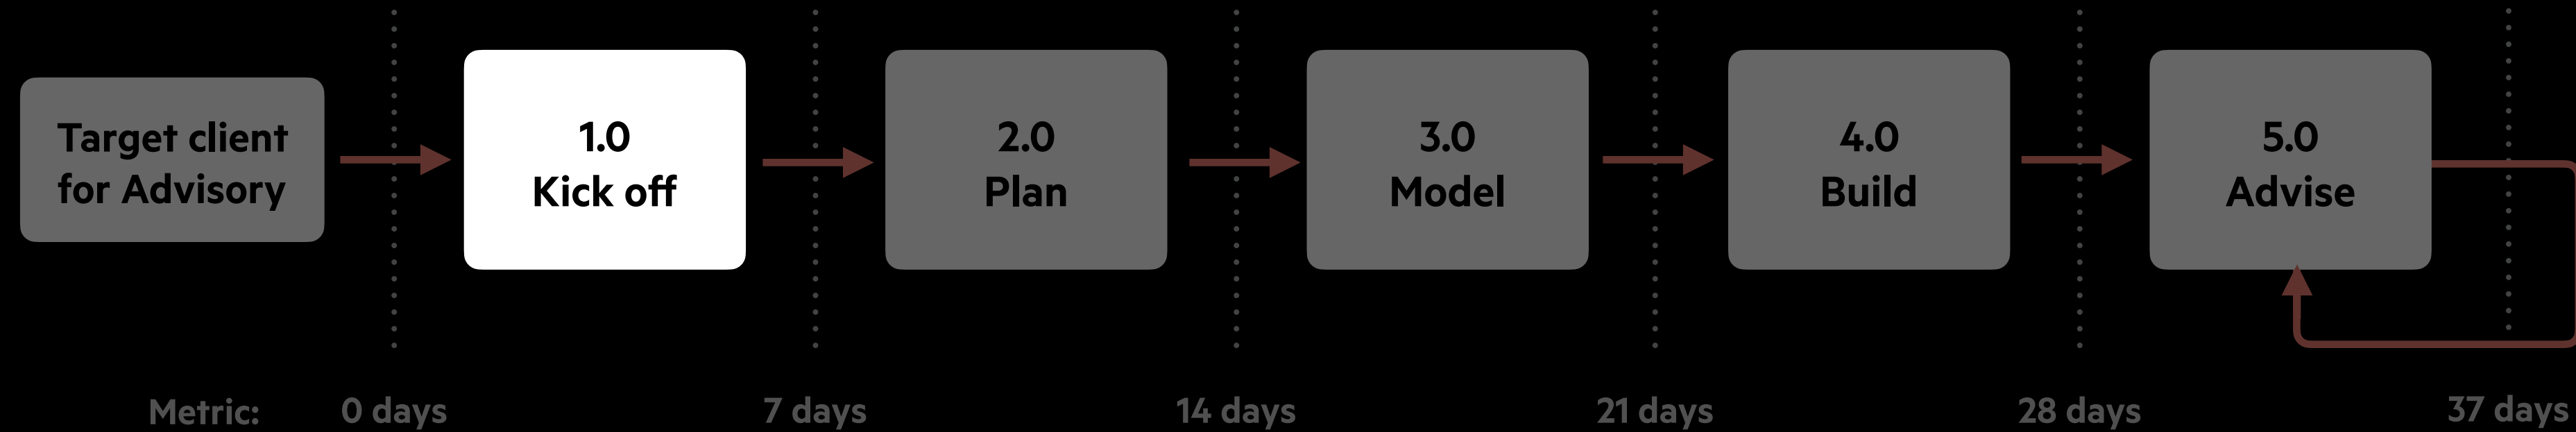 Target client
for Advisory
1.0
Kick off
2.0
Plan
3.0
Model
4.0
Build
5.0
Advise
Metric:
0 days
7 days
14 days
21 days
28 days
37 days